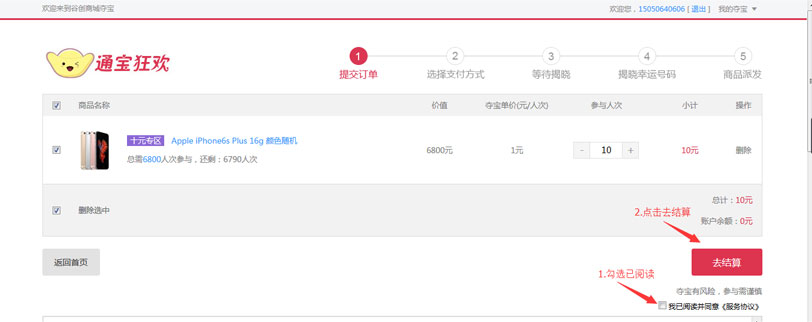 欢迎来到谷创商城夺宝
欢迎您，15050640606 [ 退出 ] 我的夺宝
通宝狂欢
1 2 3 4 5
提交订单 选择支付方式 等待揭晓 揭晓幸运号码 商品派发
商品名称 价值 夺宝单价(元/人次) 参与人次 小计 操作
十元专区 Apple iPhone6s Plus 16g 颜色随机
总需6800人次参与，还剩：6790人次
6800元 1元 - 10 + 10元 删除
删除选中
总计：10元
2.点击去结算
账户余额：0元
返回首页
去结算
1.勾选已阅读
夺宝有风险，参与需谨慎
我已阅读并同意《服务协议》